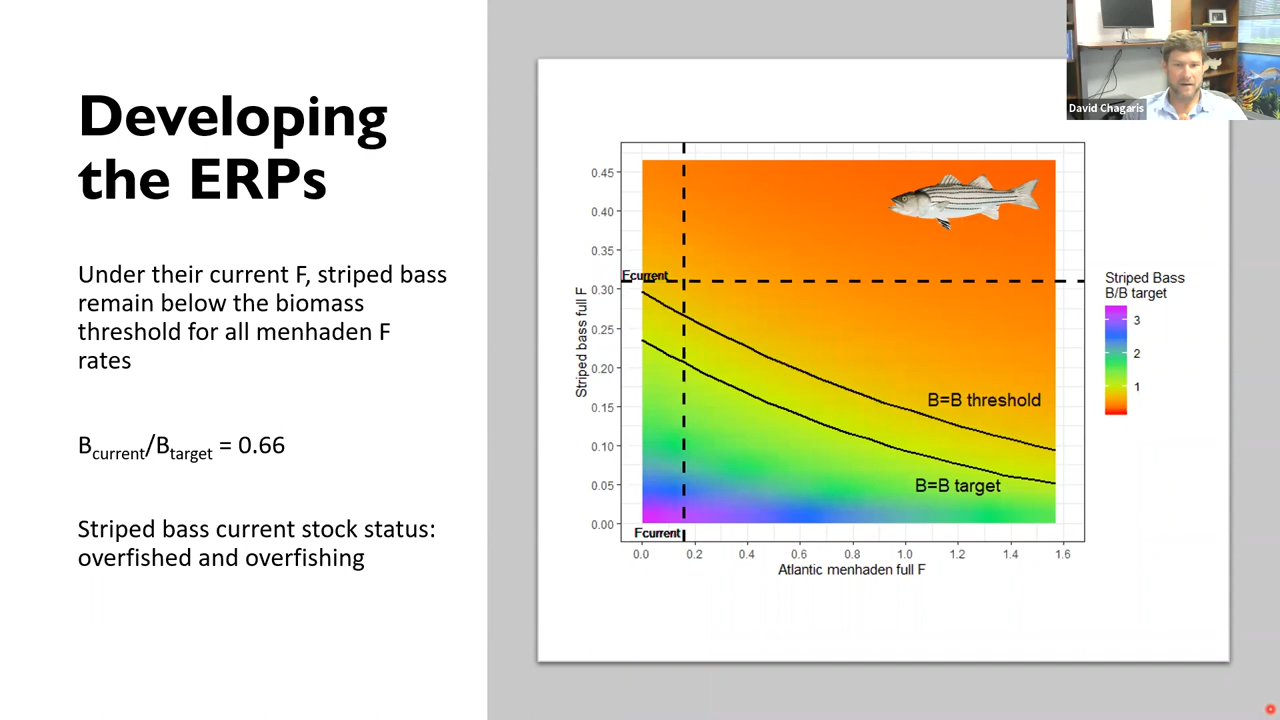 Developing
the ERPs
Under their current F, striped bass
remain below the biomass
threshold for all menhaden F
rates
Bcurrent/Btarget = 0.66
Striped bass current stock status:
overfished and overfishing
David Chagaris
0.45
0.40
0.35
0.30
0.25
0.20
0.15
0.10
0.05
0.00
Striped bass full F
Fcurrent
B=B threshold
B=B target
Fcurrent
0.0 0.2 0.4 0.6 0.8 1.0 1.2 1.4 1.6
Atlantic menhaden full F
Striped Bass
B/B target
3
2
1